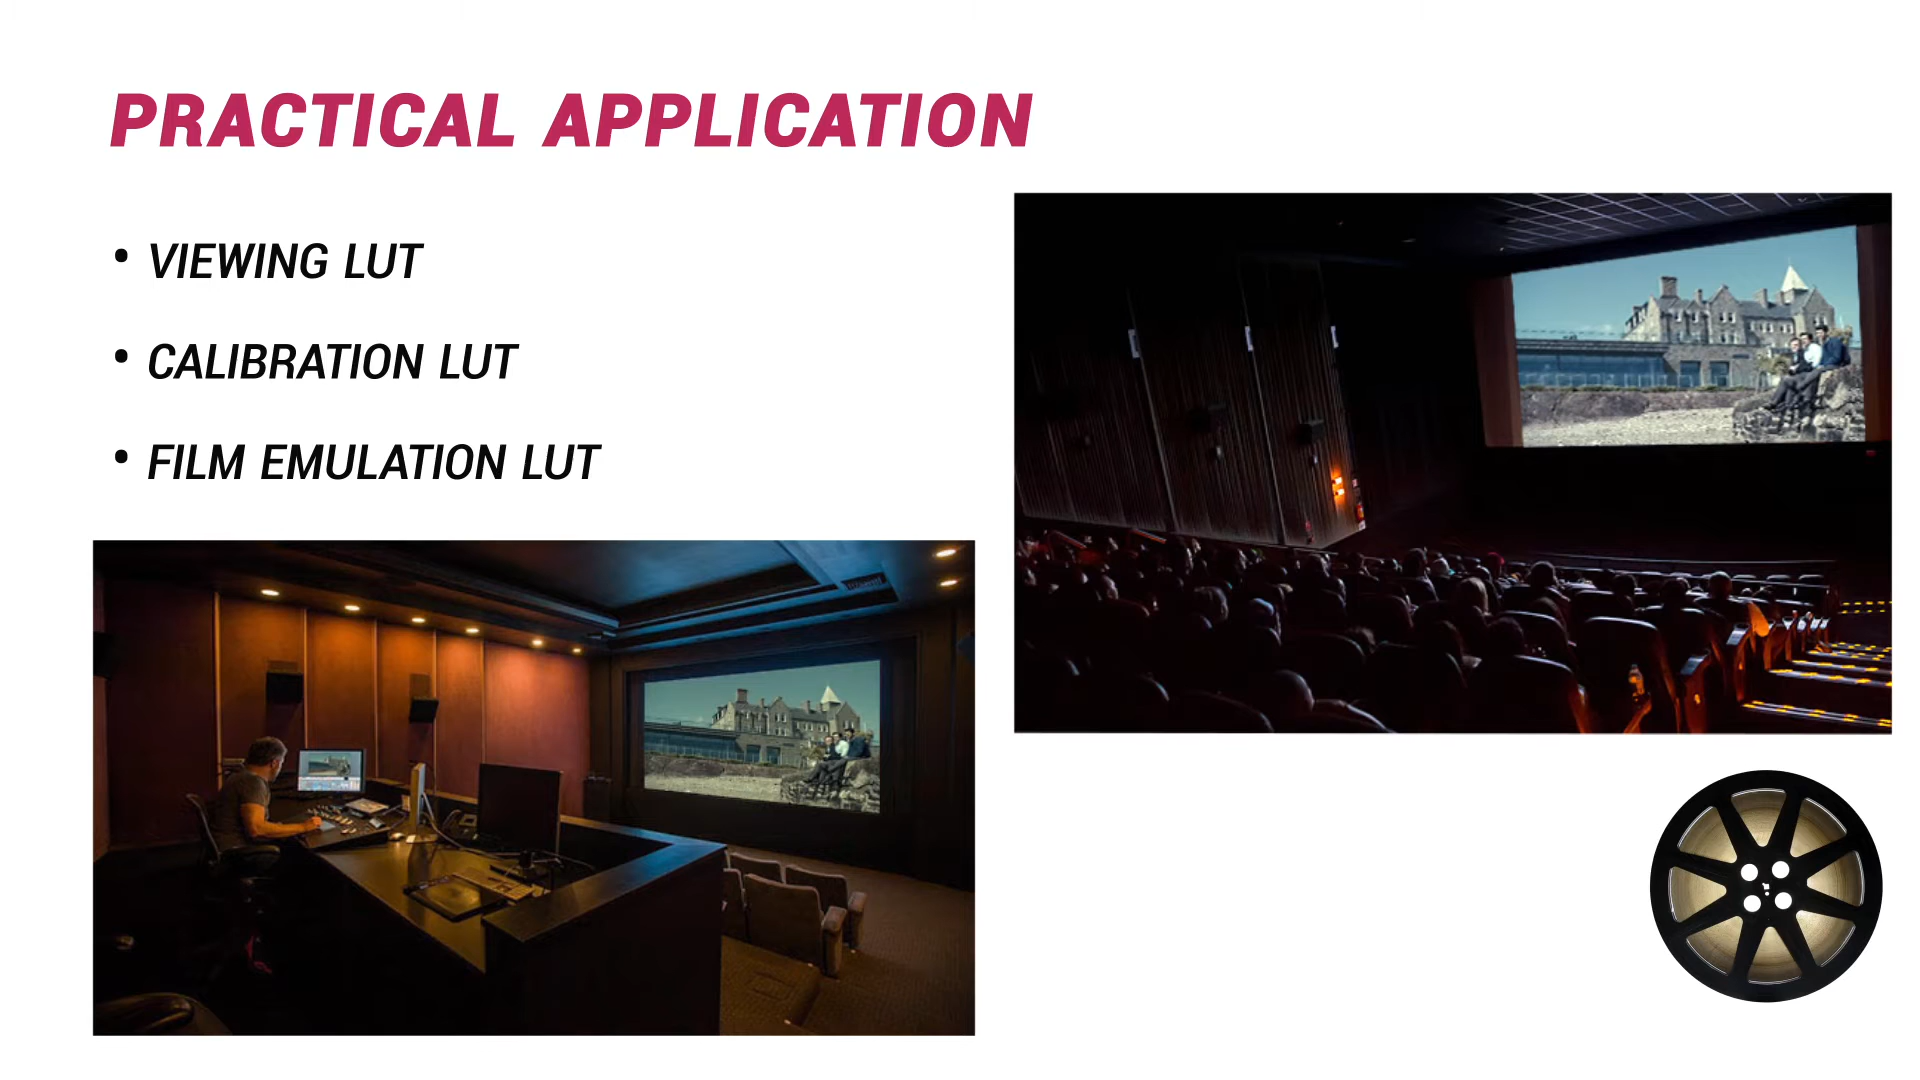 PRACTICAL APPLICATION
• VIEWING LUT
• CALIBRATION LUT
• FILM EMULATION LUT